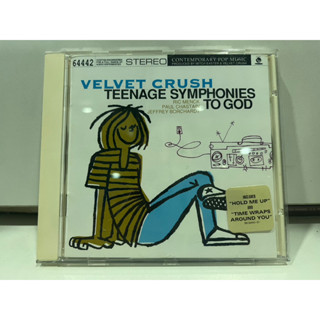 64442
STEREO
CONTEMPORARY POP MUSIC
VELVET CRUSH
TEENAGE SYMPHONIES
TO GOD
RIC MENCK
PAUL CHASTAIN
JEFFREY BORCHARDT
"HOLD ME UP"
"TIME WRAPS
AROUND YOU"